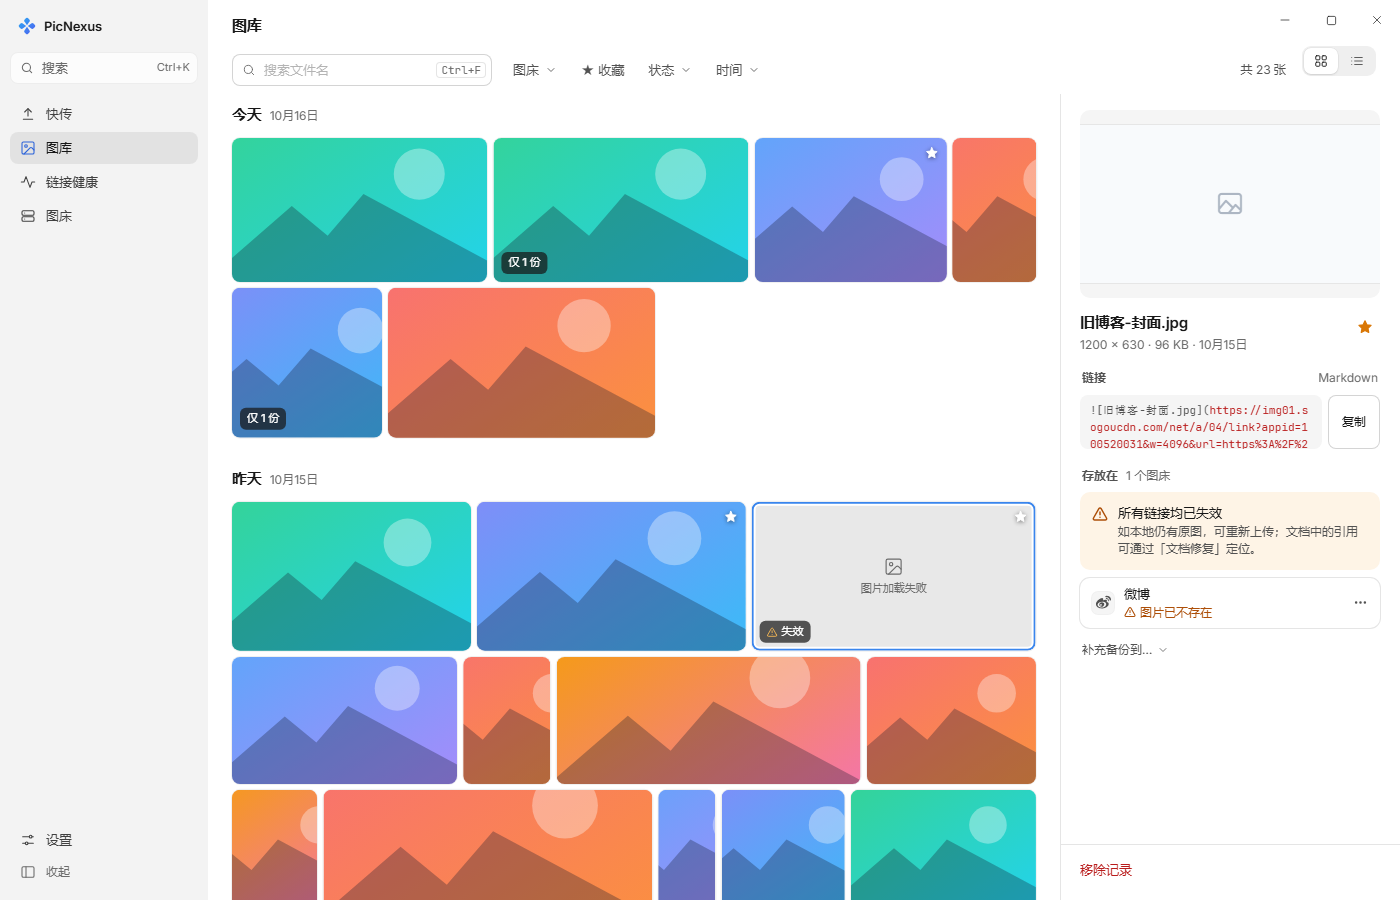 PicNexus
搜索 Ctrl+K
快传
图库
链接健康
图床
设置
收起
图库
搜索文件名 Ctrl+F
图床
★ 收藏
状态
时间
共 23 张
今天 10月16日
仅1份
仅1份
昨天 10月15日
图片加载失败
失效
旧博客-封面.jpg
1200 × 630 · 96 KB · 10月15日
链接 Markdown
![旧博客-封面.jpg](https://img01.s
ogoucdn.com/net/a/04/link?appid=1
00520031&w=4096&url=https%3A%2F%2
复制
存放在 1 个图床
所有链接均已失效
如本地仍有原图，可重新上传；文档中的引用
可通过「文档修复」定位。
微博
图片已不存在
补充备份到...
移除记录